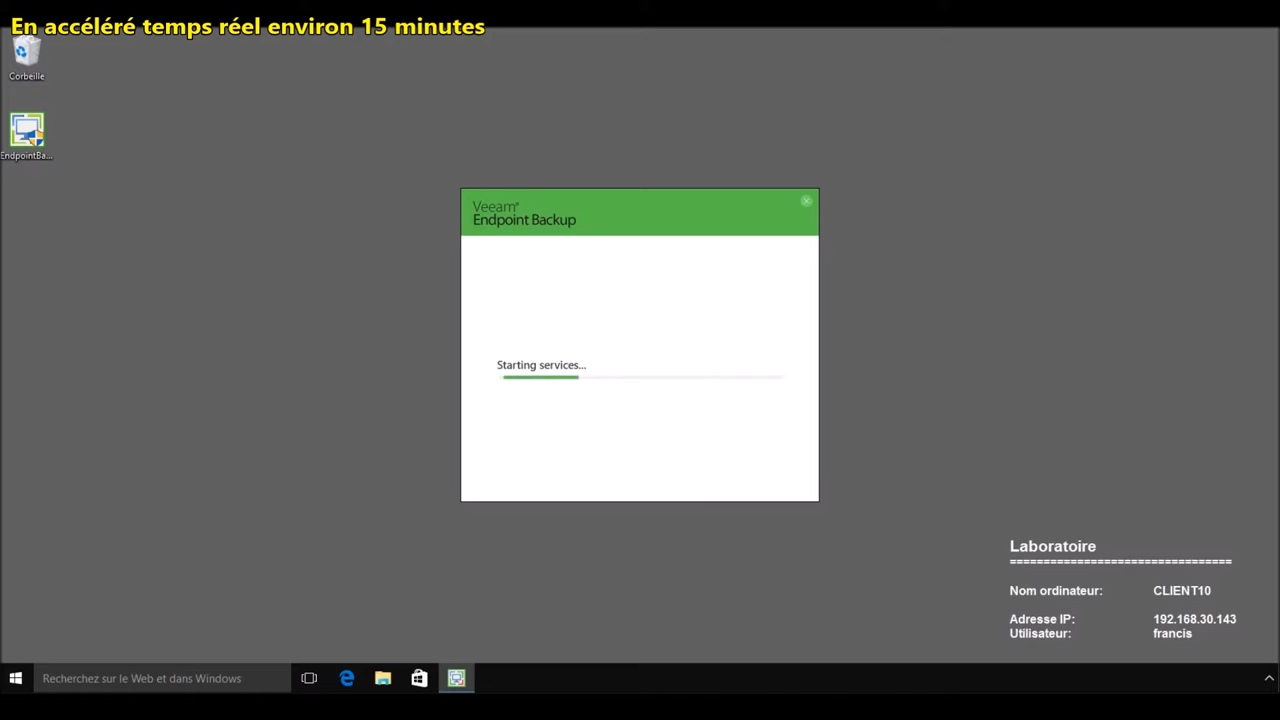 En accéléré temps réel environ 15 minutes
Corbeille
EndpointBa...
Veeam®
Endpoint Backup
Starting services...
Laboratoire
=================================
Nom ordinateur: CLIENT10
Adresse IP: 192.168.30.143
Utilisateur: francis
Recherchez sur le Web et dans Windows